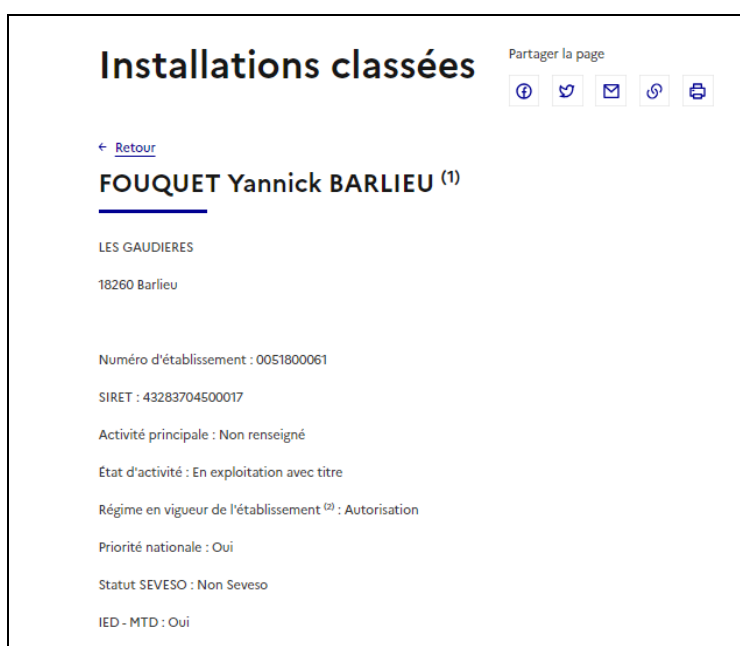 Installations classées
Partager la page
← Retour
FOUQUET Yannick BARLIEU (1)
LES GAUDIERES
18260 Barlieu
Numéro d'établissement : 0051800061
SIRET : 43283704500017
Activité principale : Non renseigné
État d'activité : En exploitation avec titre
Régime en vigueur de l'établissement (2) : Autorisation
Priorité nationale : Oui
Statut SEVESO : Non Seveso
IED - MTD : Oui